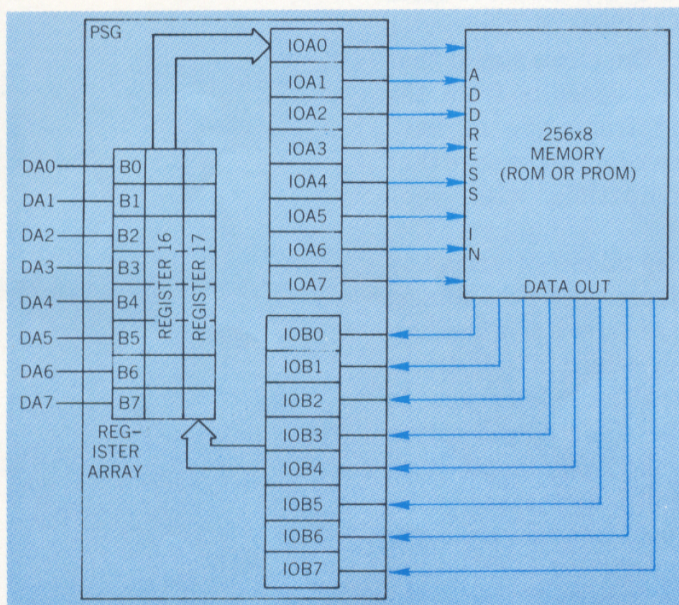 PSG
IOA0
IOA1
IOA2
IOA3
IOA4
IOA5
IOA6
IOA7
ADDRESS IN
256x8
MEMORY
(ROM OR PROM)
DATA OUT
DA0
DA1
DA2
DA3
DA4
DA5
DA6
DA7
B0
B1
B2
B3
B4
B5
B6
B7
REGISTER 16
REGISTER 17
REG-
ISTER
ARRAY
IOB0
IOB1
IOB2
IOB3
IOB4
IOB5
IOB6
IOB7